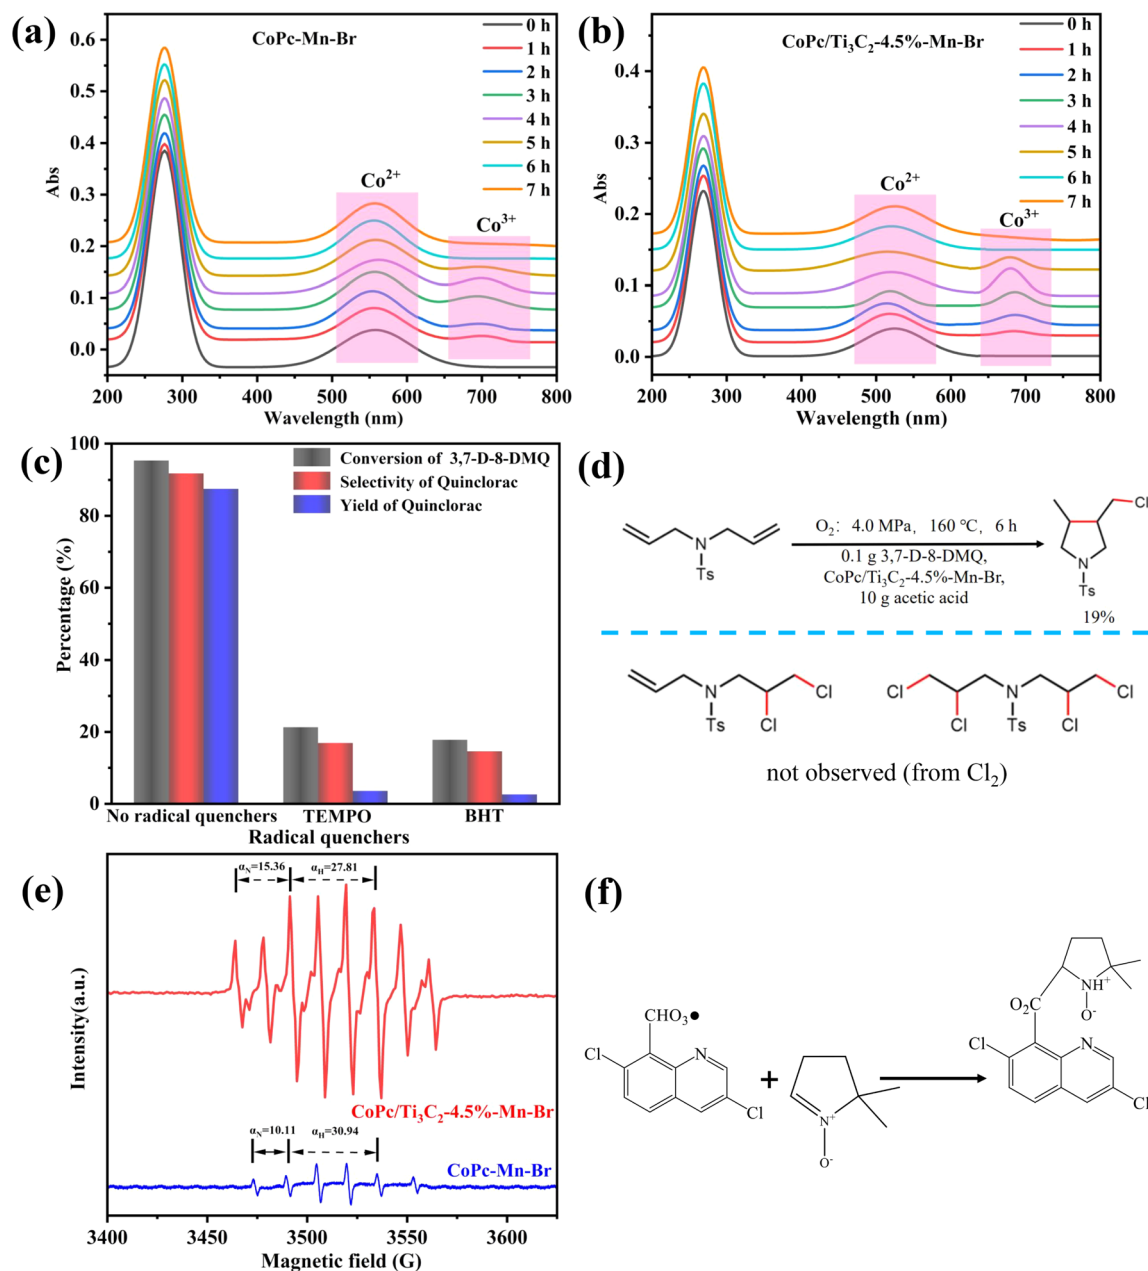 (a)
CoPc-Mn-Br
0 h
1 h
2 h
3 h
4 h
5 h
6 h
7 h
Co2+
Co3+
Abs
0.6
0.5
0.4
0.3
0.2
0.1
0.0
200 300 400 500 600 700 800
Wavelength (nm)
(b)
CoPc/Ti3C2-4.5%-Mn-Br
0 h
1 h
2 h
3 h
4 h
5 h
6 h
7 h
Co2+
Co3+
Abs
0.4
0.3
0.2
0.1
0.0
200 300 400 500 600 700 800
Wavelength (nm)
(c)
Conversion of 3,7-D-8-DMQ
Selectivity of Quinclorac
Yield of Quinclorac
Percentage (%)
100
80
60
40
20
0
No radical quenchers TEMPO BHT
Radical quenchers
(d)
N
Ts
O2: 4.0 MPa, 160 ℃, 6 h
0.1 g 3,7-D-8-DMQ,
CoPc/Ti3C2-4.5%-Mn-Br,
10 g acetic acid
Cl
N
Ts
19%
N
Ts
Cl
Cl
Cl
Cl
N
Ts
Cl
Cl
not observed (from Cl2)
(e)
αN=15.36
αH=27.81
CoPc/Ti3C2-4.5%-Mn-Br
αN=10.11
αH=30.94
CoPc-Mn-Br
Intensity(a.u.)
3400 3450 3500 3550 3600
Magnetic field (G)
(f)
CHO3●
Cl
N
Cl
+
N+
O-
NH+
O-
O2C
Cl
N
Cl